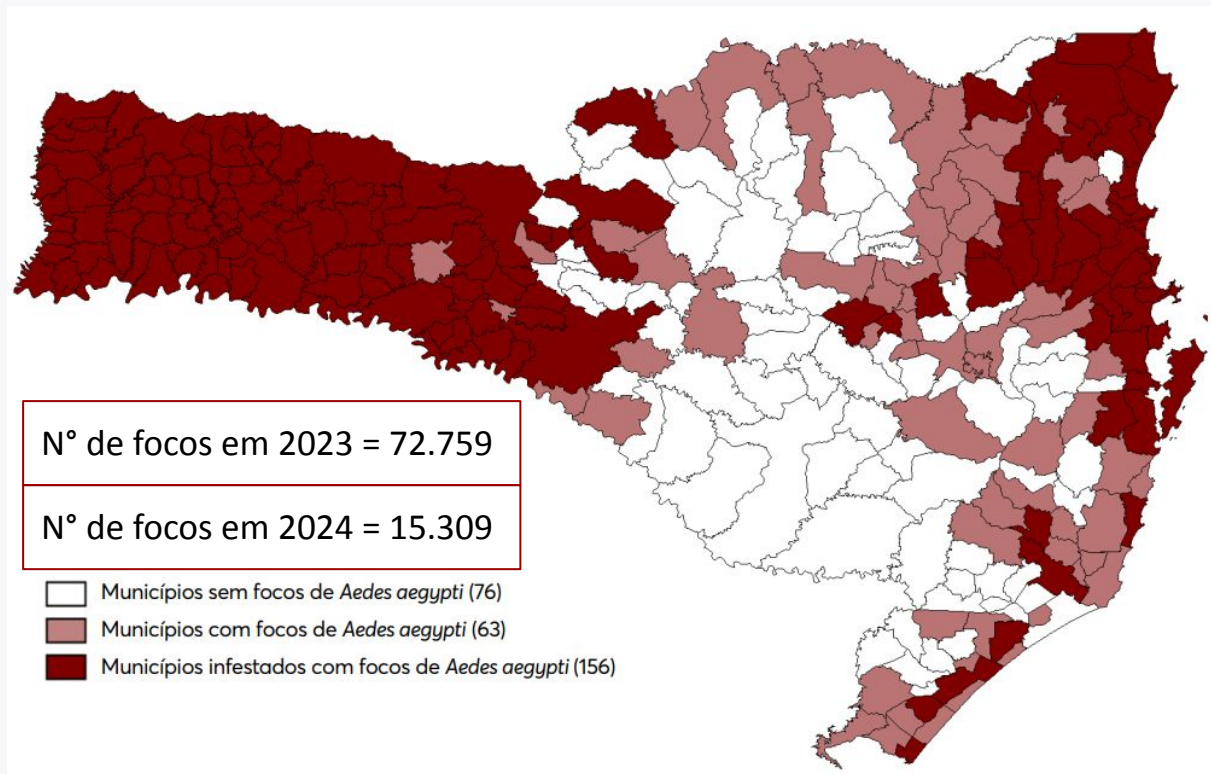 N° de focos em 2023 = 72.759
N° de focos em 2024 = 15.309
Municípios sem focos de Aedes aegypti (76)
Municípios com focos de Aedes aegypti (63)
Municípios infestados com focos de Aedes aegypti (156)